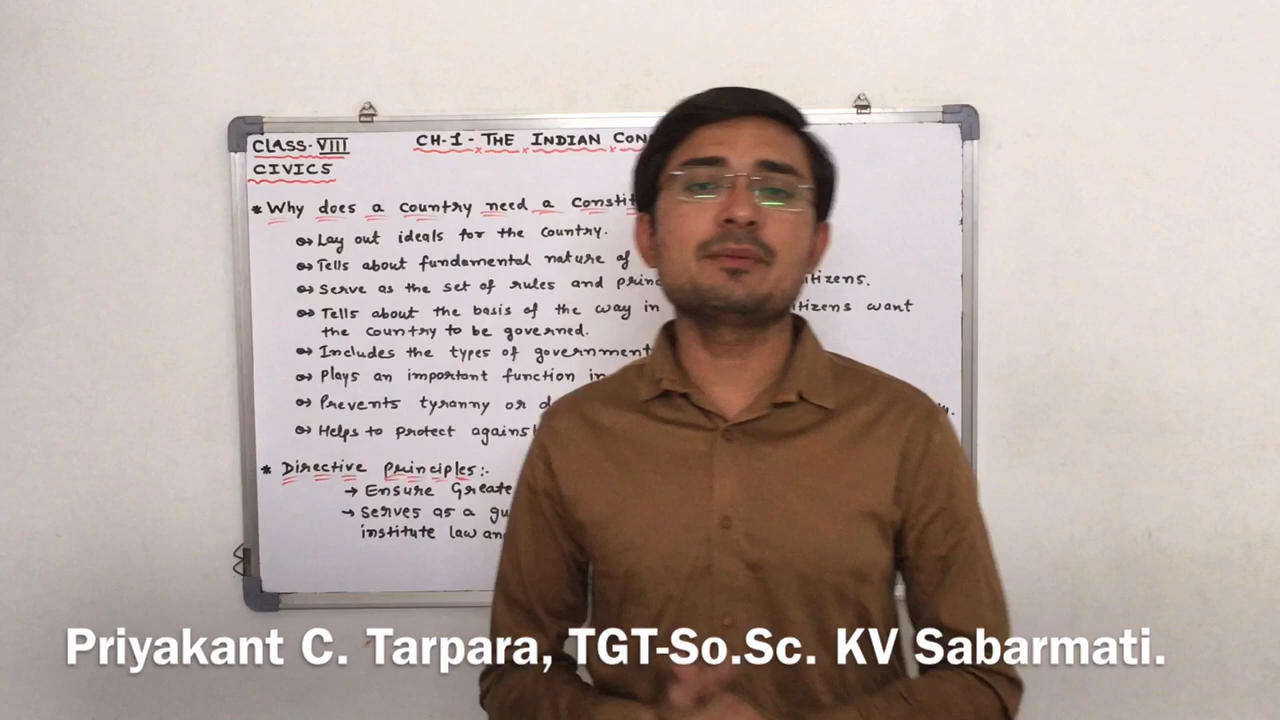 CLASS-VIII
CH-1- THE INDIAN CON
CIVICS
* Why does a country need a Constit
Lay out ideals for the country.
Tells about fundamental nature of
Serve as the set of rules and princ itizens.
Tells about the basis of the way in itizens want
the country to be governed.
Includes the types of government
Plays an important function in
Prevents tyranny or d
Helps to protect against
* Directive principles:-
→ Ensure Greate
→ Serves as a gu
institute law an
Priyakant C. Tarpara, TGT-So.Sc. KV Sabarmati.